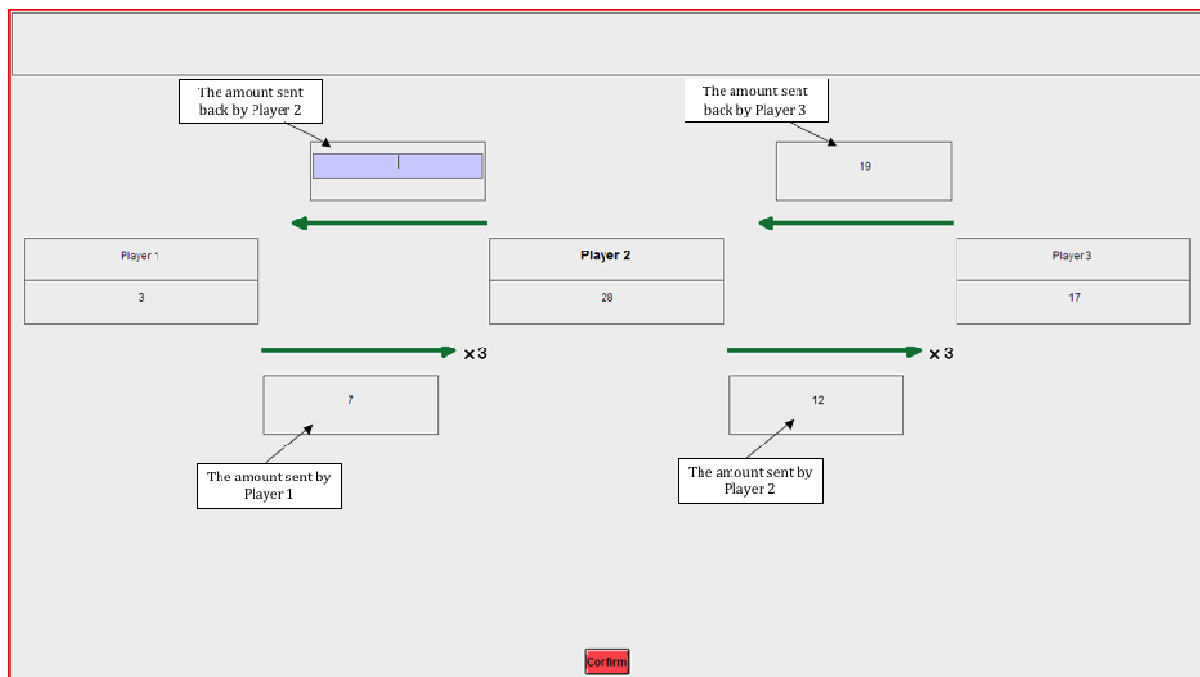 The amount sent
back by Player 2
The amount sent
back by Player 3
19
Player 1
3
Player 2
28
Player 3
17
x 3
x 3
7
12
The amount sent by
Player 1
The amount sent by
Player 2
Confirm